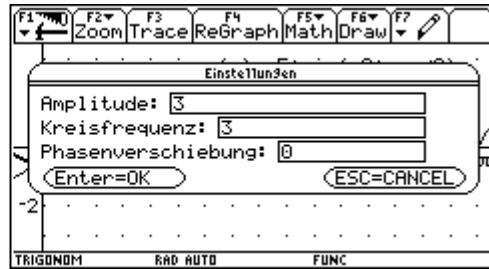 F1 F2 F3 F4 F5 F6 F7
Zoom Trace ReGraph Math Draw
Einstellungen
Amplitude: 3
Kreisfrequenz: 3
Phasenverschiebung: 0
Enter=OK ESC=CANCEL
-2
TRIGONOM RAD AUTO FUNC